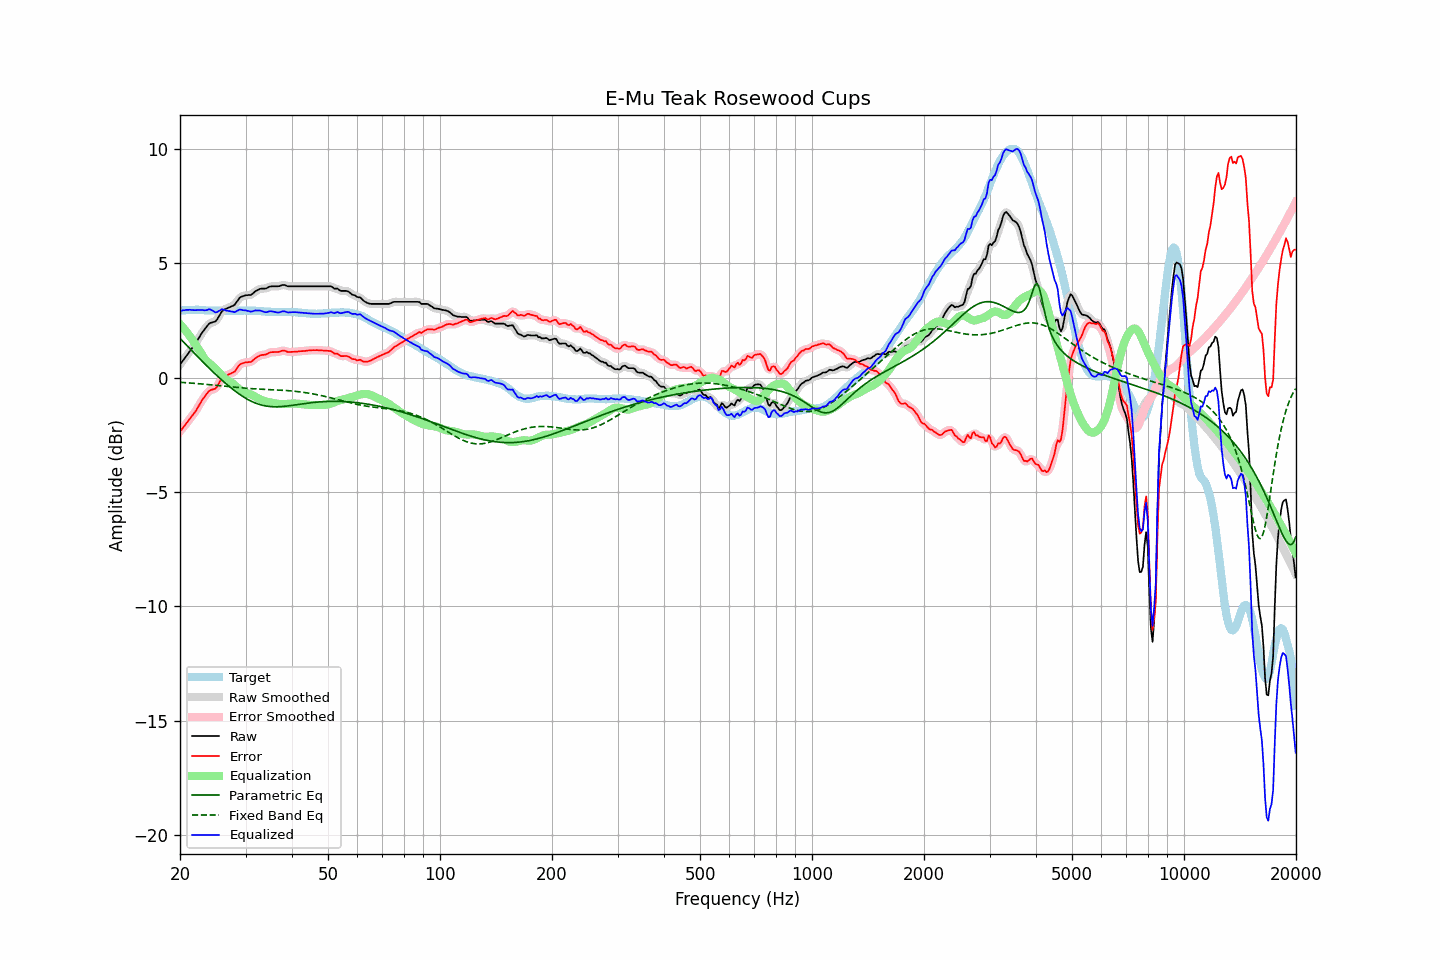 E-Mu Teak Rosewood Cups
Amplitude (dBr)
10
5
0
−5
−10
−15
−20
Target
Raw Smoothed
Error Smoothed
Raw
Error
Equalization
Parametric Eq
Fixed Band Eq
Equalized
20 50 100 200 500 1000 2000 5000 10000 20000
Frequency (Hz)